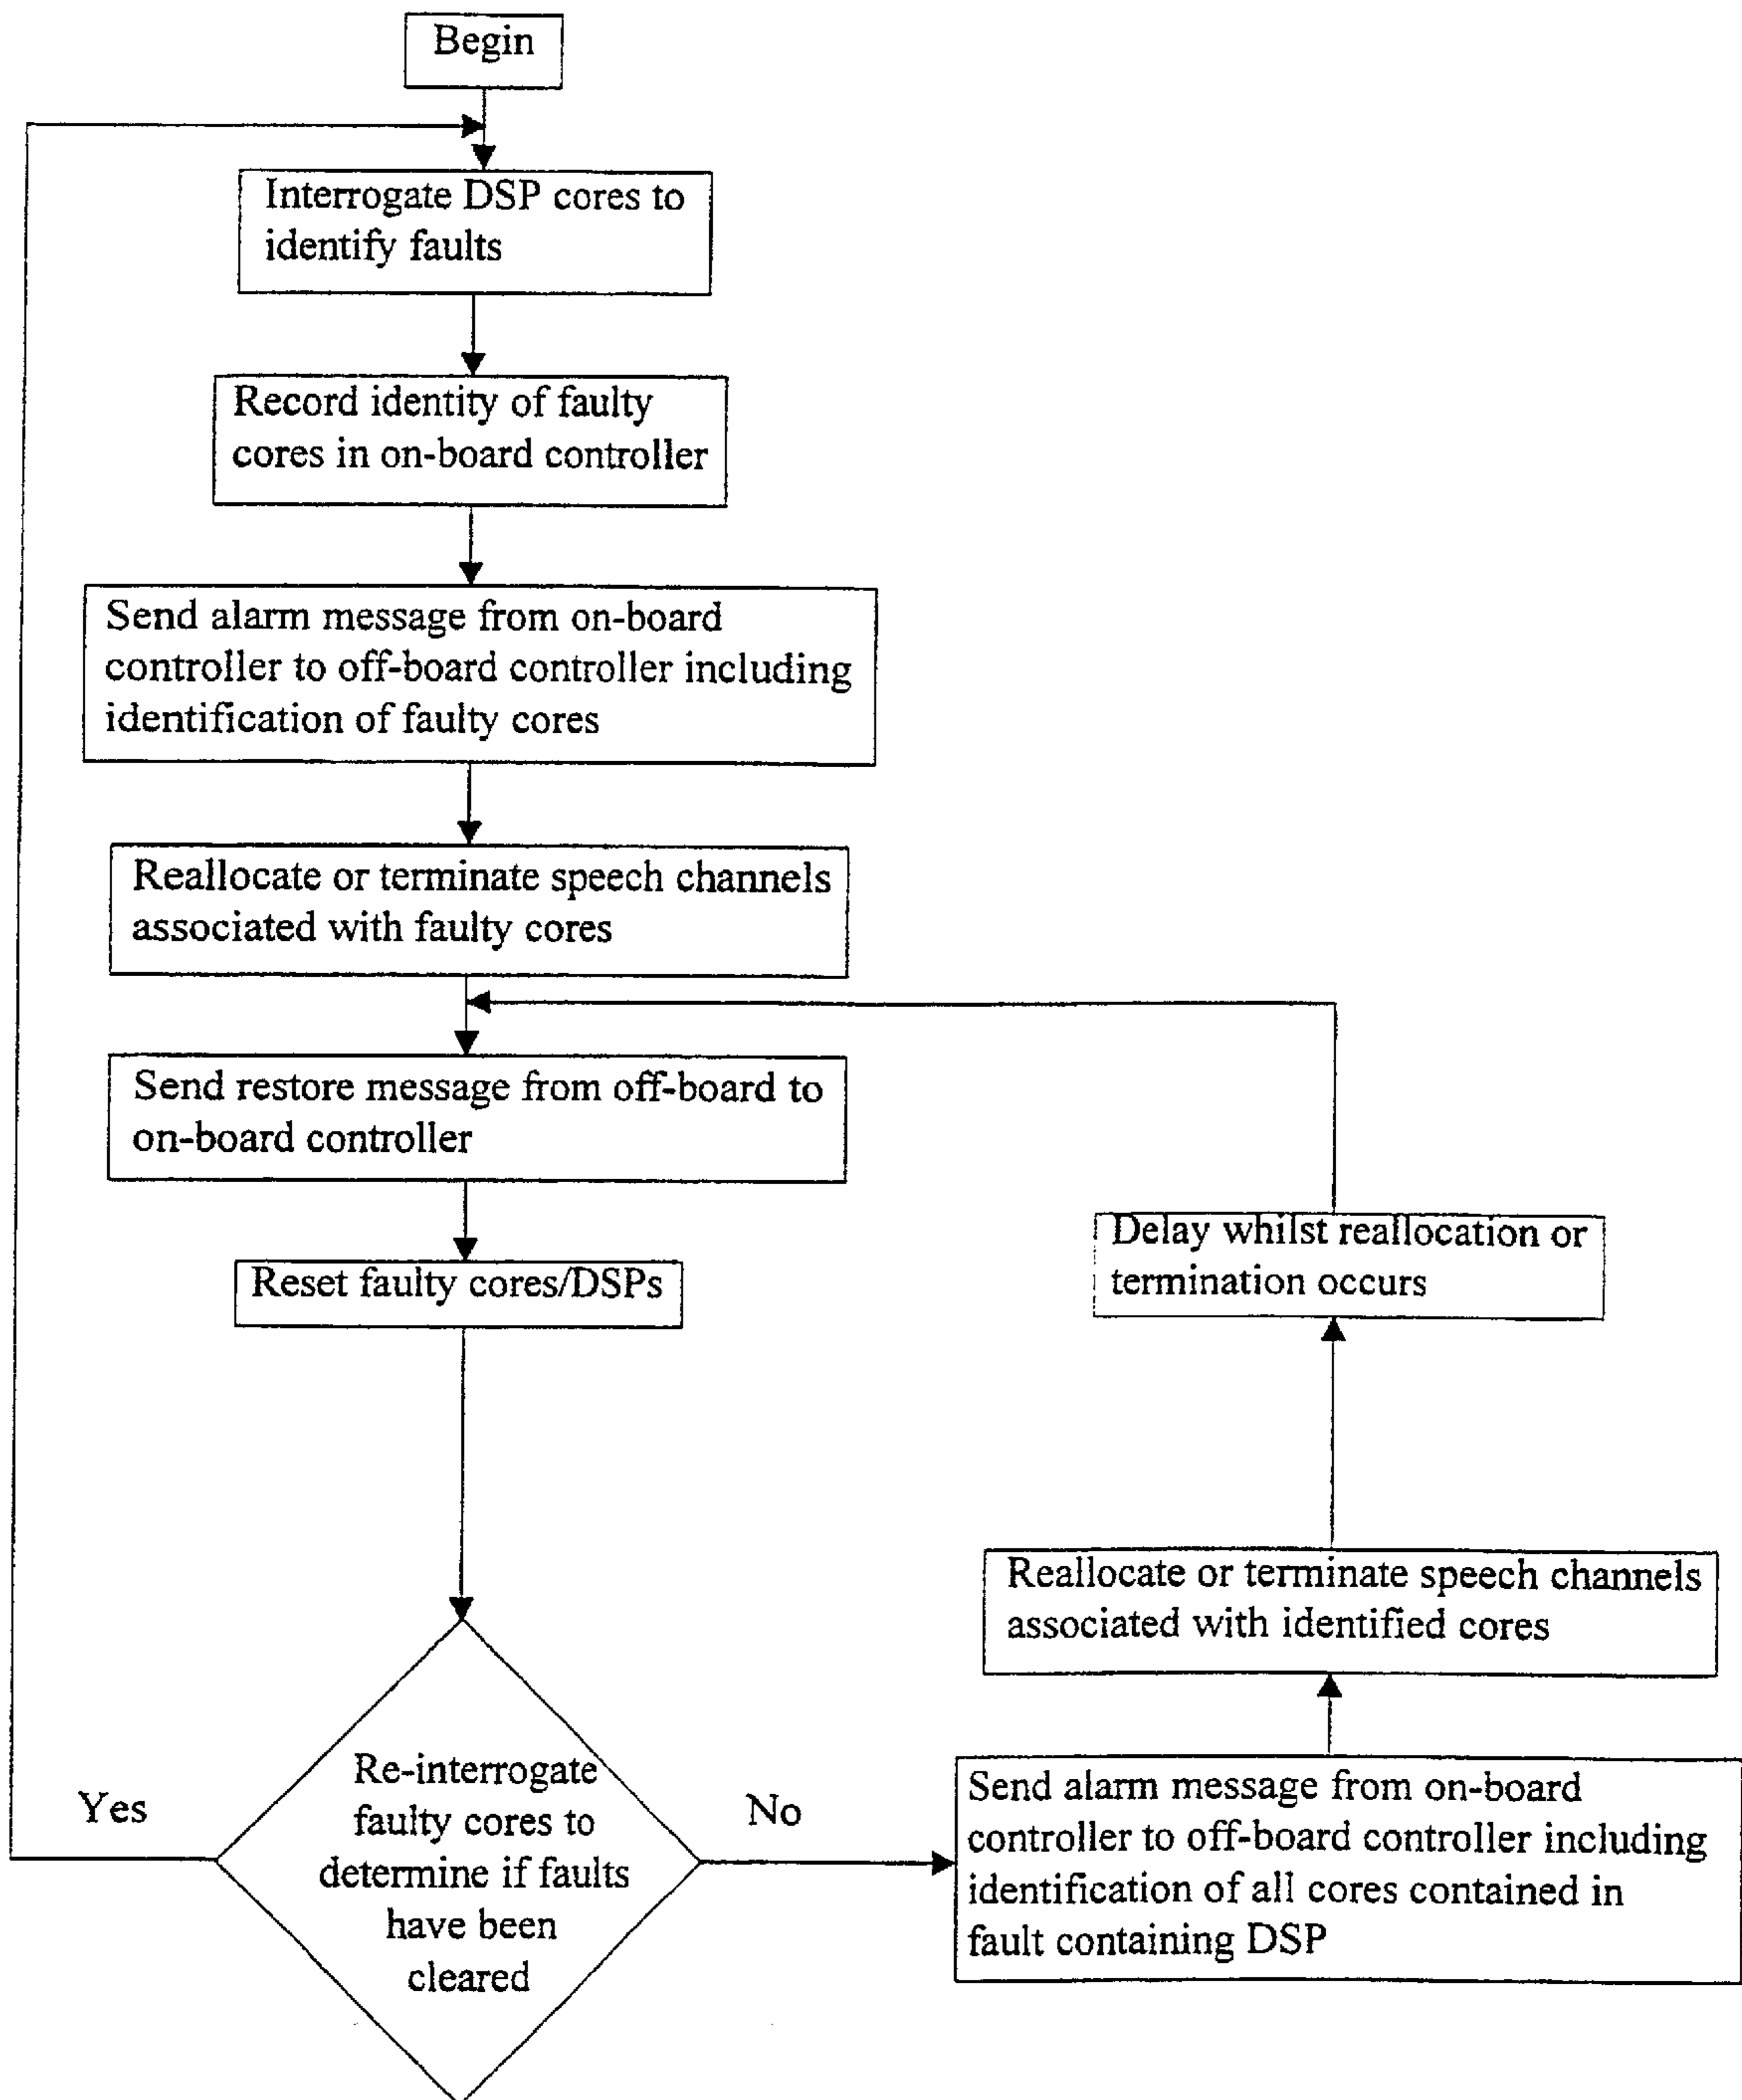 Begin
Interrogate DSP cores to
identify faults
Record identity of faulty
cores in on-board controller
Send alarm message from on-board
controller to off-board controller including
identification of faulty cores
Reallocate or terminate speech channels
associated with faulty cores
Send restore message from off-board to
on-board controller
Reset faulty cores/DSPs
Re-interrogate
faulty cores to
determine if faults
have been
cleared
Yes
No
Send alarm message from on-board
controller to off-board controller including
identification of all cores contained in
fault containing DSP
Reallocate or terminate speech channels
associated with identified cores
Delay whilst reallocation or
termination occurs